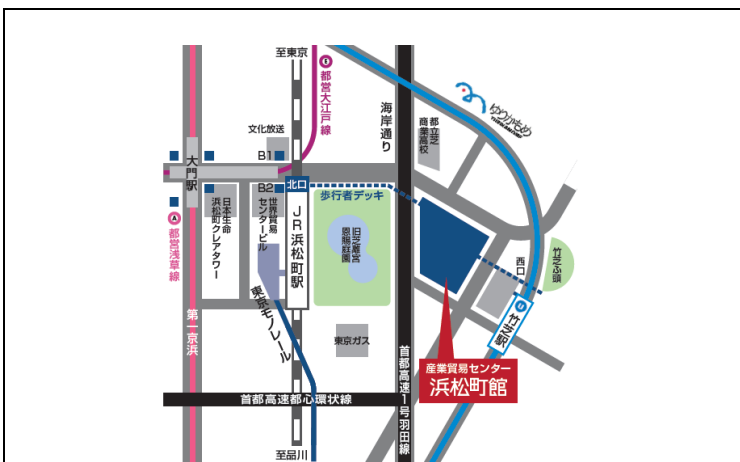 至東京
E
都営大江戸線
海岸通り
ゆりかもめ
YURIKAMOME
都立芝
商業高校
文化放送
B1
大門駅
B2
北口
歩行者デッキ
日本生命
浜松町クレアタワー
世界貿易
センタービル
JR浜松町駅
旧芝離宮
恩賜庭園
A
都営浅草線
西口
竹芝ふ頭
U
竹芝駅
東京モノレール
第一京浜
東京ガス
首都高速1号羽田線
産業貿易センター
浜松町館
首都高速都心環状線
至品川